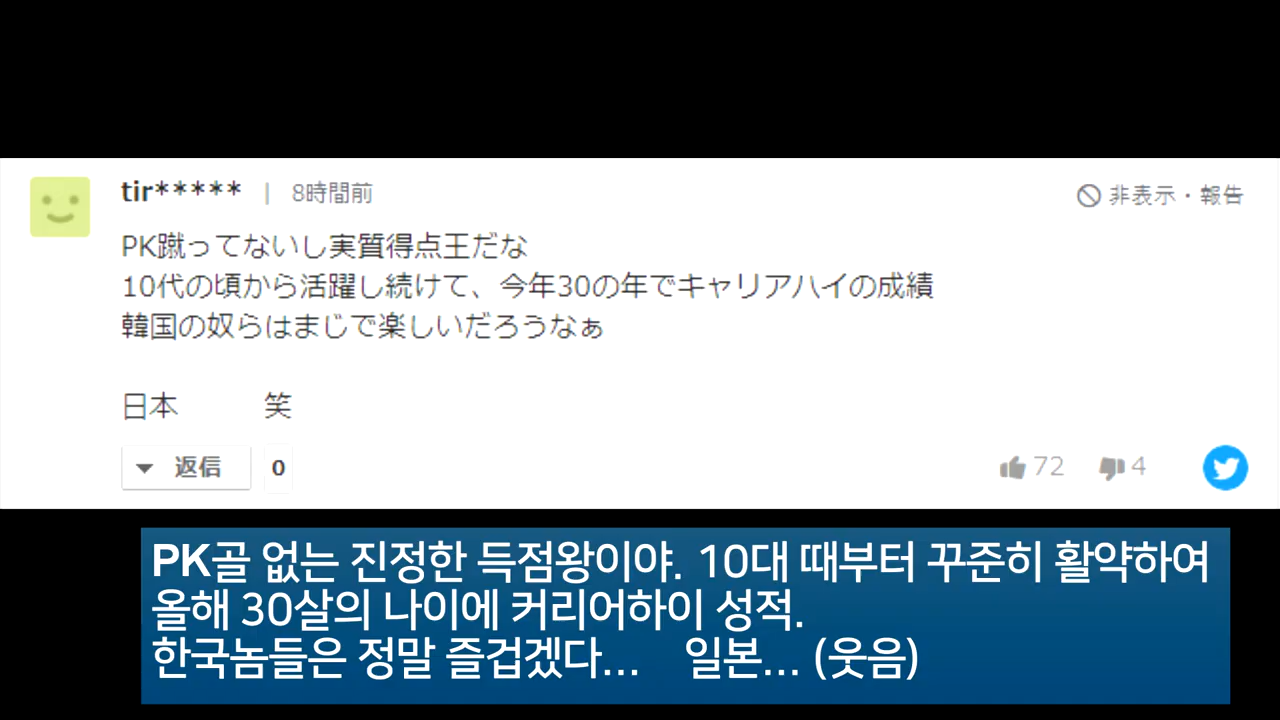 tir***** | 8時間前
非表示・報告
PK蹴ってないし実質得点王だな
10代の頃から活躍し続けて、今年30の年でキャリアハイの成績
韓国の奴らはまじで楽しいだろうなぁ
日本 笑
返信 0
72 4
PK골 없는 진정한 득점왕이야. 10대 때부터 꾸준히 활약하여
올해 30살의 나이에 커리어하이 성적.
한국놈들은 정말 즐겁겠다... 일본... (웃음)